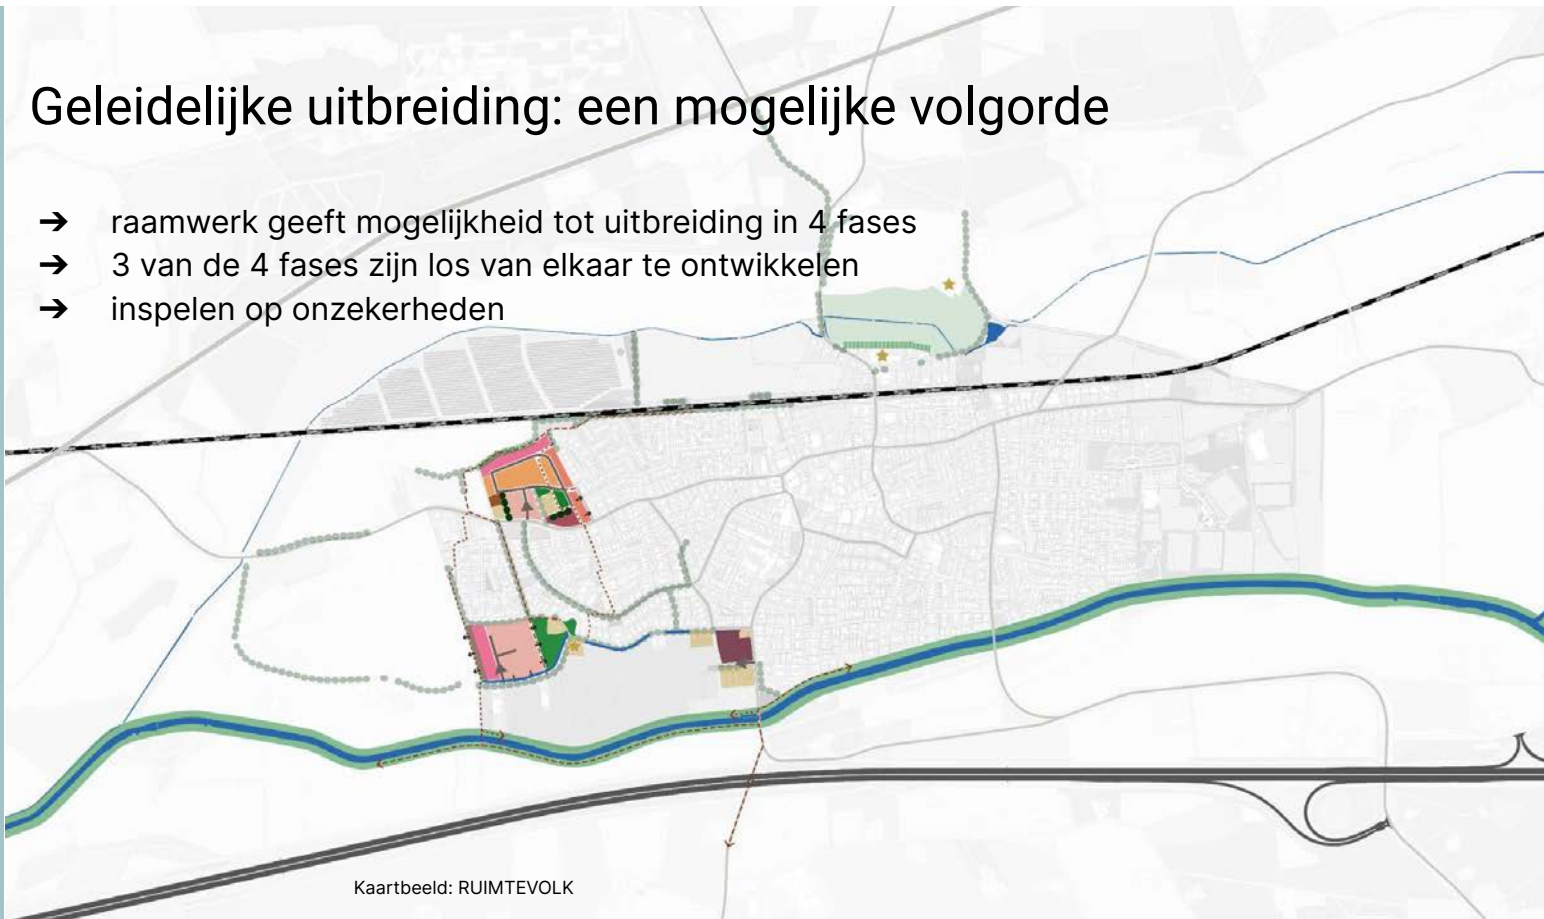 Geleidelijke uitbreiding: een mogelijke volgorde
➔ raamwerk geeft mogelijkheid tot uitbreiding in 4 fases
➔ 3 van de 4 fases zijn los van elkaar te ontwikkelen
➔ inspelen op onzekerheden
Kaartbeeld: RUIMTEVOLK